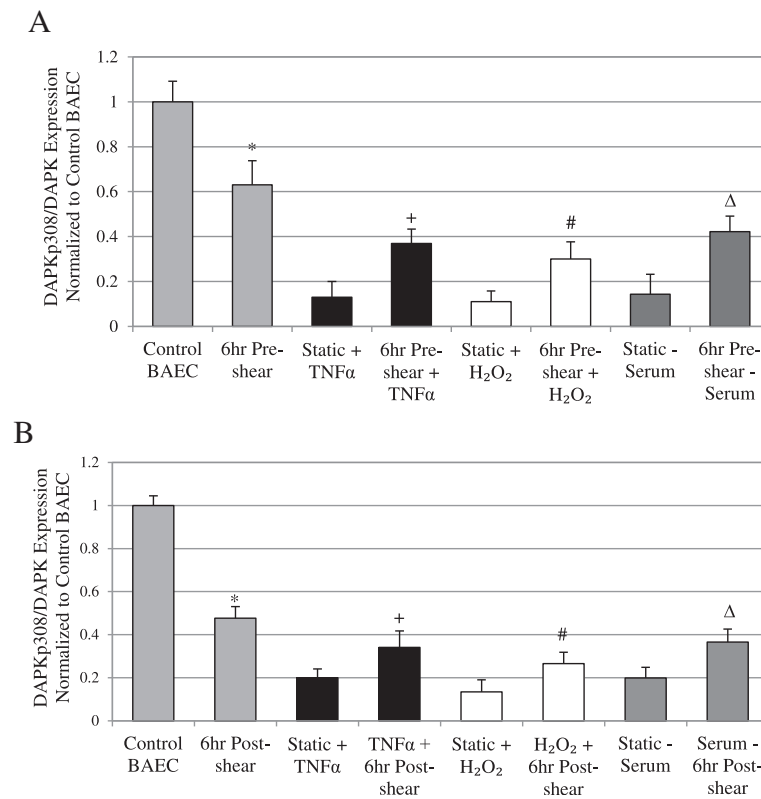 A
DAPKp308/DAPK Expression
Normalized to Control BAEC
1.2
1
0.8
0.6
0.4
0.2
0
*
+
#
Δ
Control
BAEC
6hr Pre-
shear
Static +
TNFα
6hr Pre-
shear +
TNFα
Static +
H₂O₂
6hr Pre-
shear +
H₂O₂
Static -
Serum
6hr Pre-
shear -
Serum
B
DAPKp308/DAPK Expression
Normalized to Control BAEC
1.2
1
0.8
0.6
0.4
0.2
0
*
+
#
Δ
Control
BAEC
6hr Post-
shear
Static +
TNFα
TNFα +
6hr Post-
shear
Static +
H₂O₂
H₂O₂ +
6hr Post-
shear
Static -
Serum
Serum -
6hr Post-
shear